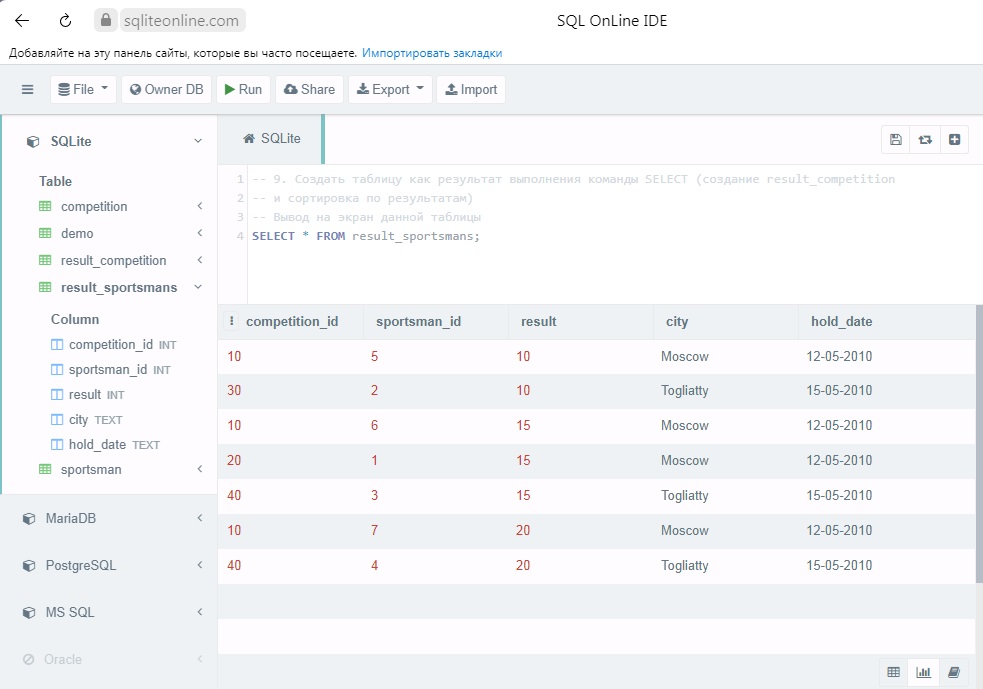 sqliteonline.com
SQL OnLine IDE
Добавляйте на эту панель сайты, которые вы часто посещаете. Импортировать закладки
File Owner DB Run Share Export Import
SQLite
Table
competition
demo
result_competition
result_sportsmans
Column
competition_id INT
sportsman_id INT
result INT
city TEXT
hold_date TEXT
sportsman
MariaDB
PostgreSQL
MS SQL
Oracle
SQLite
1 -- 9. Создать таблицу как результат выполнения команды SELECT (создание result_competition
2 -- и сортировка по результатам)
3 -- Вывод на экран данной таблицы
4 SELECT * FROM result_sportsmans;
competition_id sportsman_id result city hold_date
10 5 10 Moscow 12-05-2010
30 2 10 Togliatty 15-05-2010
10 6 15 Moscow 12-05-2010
20 1 15 Moscow 12-05-2010
40 3 15 Togliatty 15-05-2010
10 7 20 Moscow 12-05-2010
40 4 20 Togliatty 15-05-2010